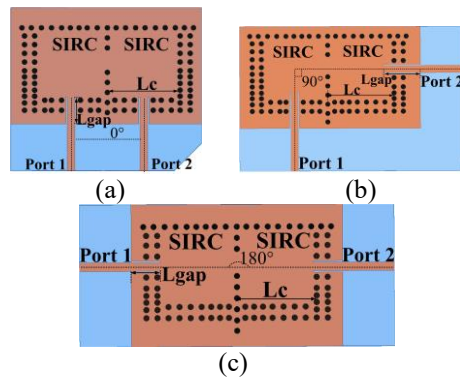 SIRC SIRC
Lc
Lgap
0°
Port 1 Port 2
(a)
SIRC SIRC
90°
Lgap
Lc
Port 2
Port 1
(b)
SIRC SIRC
Port 1 Port 2
180°
Lgap
Lc
(c)